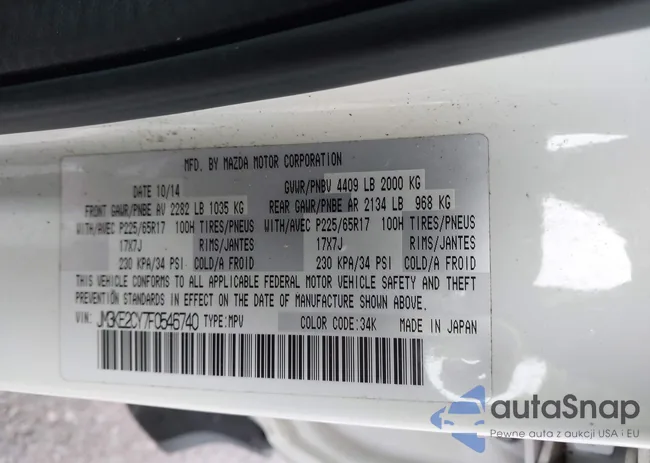 MFD. BY MAZDA MOTOR CORPORATION
DATE 10/14 GVWR/PNBV 4409 LB 2000 KG
FRONT GAWR/PNBE AV 2282 LB 1035 KG REAR GAWR/PNBE AR 2134 LB 968 KG
WITH/AVEC P225/65R17 100H TIRES/PNEUS WITH/AVEC P225/65R17 100H TIRES/PNEUS
17X7J RIMS/JANTES 17X7J RIMS/JANTES
230 KPA/34 PSI COLD/A FROID 230 KPA/34 PSI COLD/A FROID
THIS VEHICLE CONFORMS TO ALL APPLICABLE FEDERAL MOTOR VEHICLE SAFETY AND THEFT
PREVENTION STANDARDS IN EFFECT ON THE DATE OF MANUFACTURE SHOWN ABOVE.
VIN: JM3KE2CY7F0546740 TYPE:MPV COLOR CODE:34K MADE IN JAPAN
autaSnap
Pewne auta z aukcji USA i EU